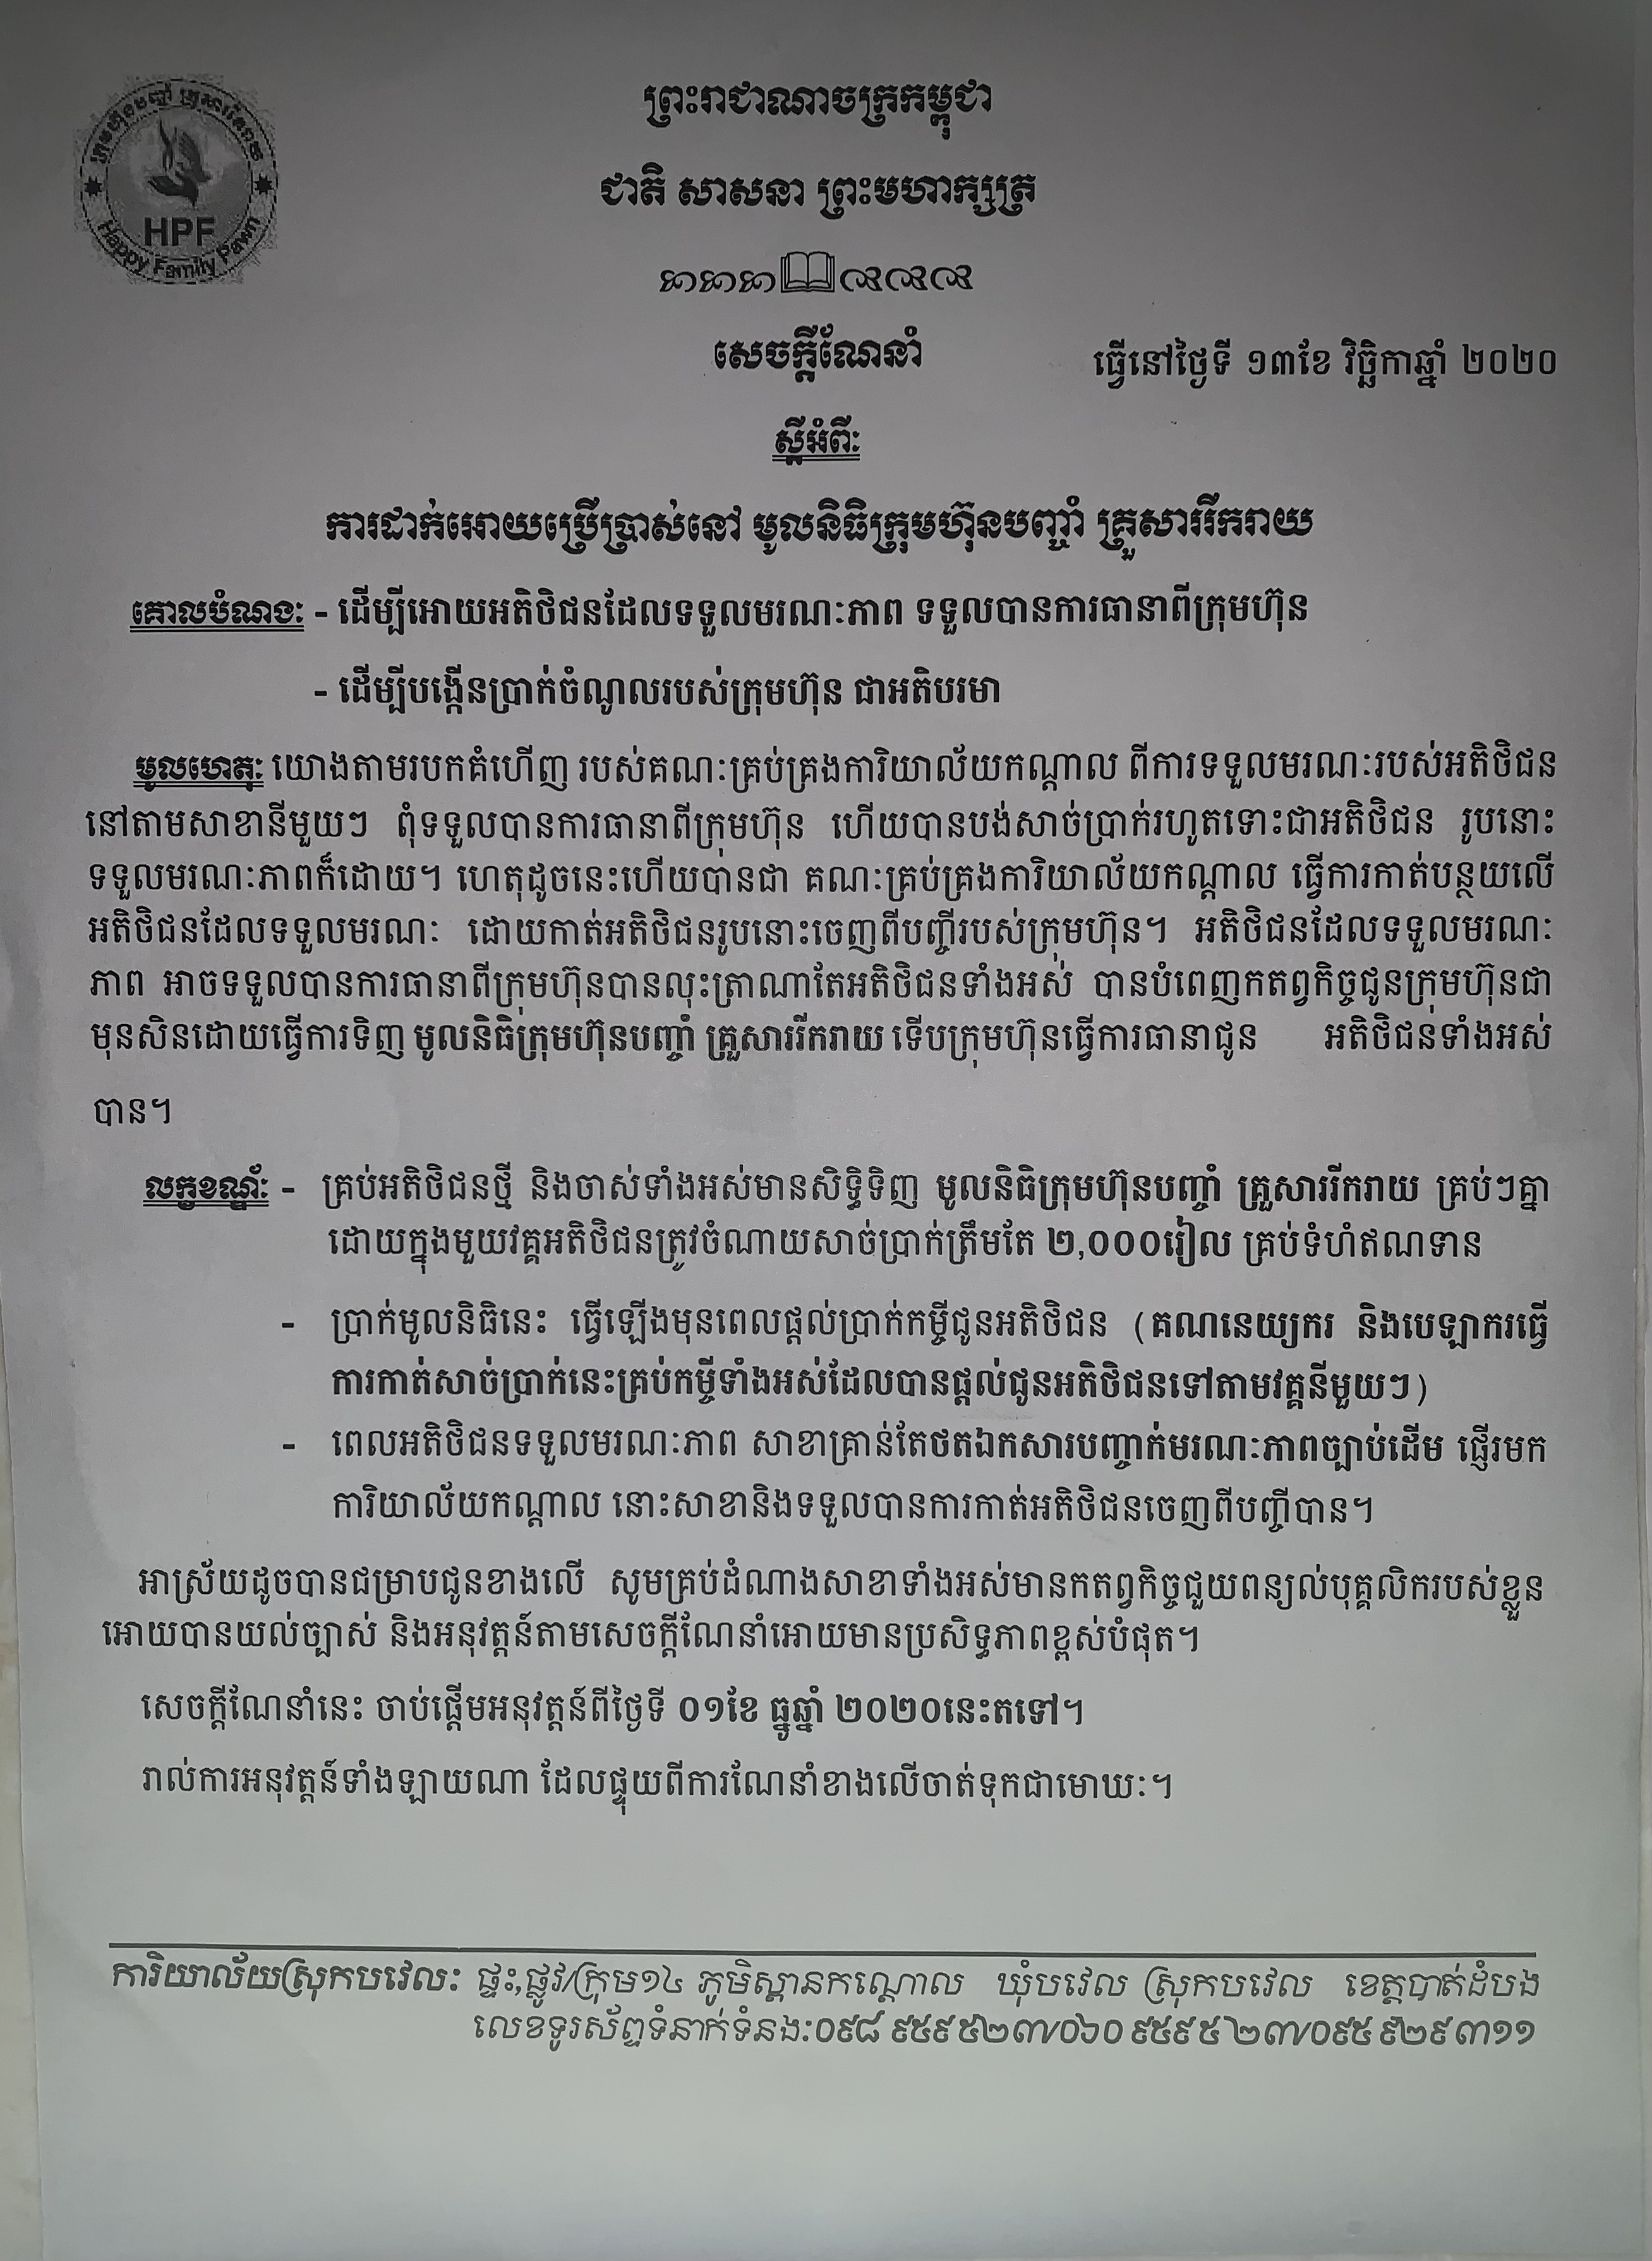 ក្រុមហ៊ុនបញ្ចាំ គ្រួសាររីករាយ
HPF
Happy Family Pawn
ព្រះរាជាណាចក្រកម្ពុជា
ជាតិ សាសនា ព្រះមហាក្សត្រ
សេចក្តីណែនាំ
ធ្វើនៅថ្ងៃទី ១៣ខែ វិច្ឆិកាឆ្នាំ ២០២០
ស្តីអំពីៈ
ការដាក់អោយប្រើប្រាស់នៅ មូលនិធិក្រុមហ៊ុនបញ្ចាំ គ្រួសាររីករាយ
គោលបំណងៈ - ដើម្បីអោយអតិថិជនដែលទទួលមរណៈភាព ទទួលបានការធានាពីក្រុមហ៊ុន
- ដើម្បីបង្កើនប្រាក់ចំណូលរបស់ក្រុមហ៊ុន ជាអតិបរមា
មូលហេតុៈ យោងតាមរបកគំហើញ របស់គណៈគ្រប់គ្រងការិយាល័យកណ្តាល ពីការទទួលមរណៈរបស់អតិថិជន
នៅតាមសាខានីមួយៗ ពុំទទួលបានការធានាពីក្រុមហ៊ុន ហើយបានបង់សាច់ប្រាក់រហូតទោះជាអតិថិជន រូបនោះ
ទទួលមរណៈភាពក៏ដោយ។ ហេតុដូចនេះហើយបានជា គណៈគ្រប់គ្រងការិយាល័យកណ្តាល ធ្វើការកាត់បន្ថយលើ
អតិថិជនដែលទទួលមរណៈ ដោយកាត់អតិថិជនរូបនោះចេញពីបញ្ជីរបស់ក្រុមហ៊ុន។ អតិថិជនដែលទទួលមរណៈ
ភាព អាចទទួលបានការធានាពីក្រុមហ៊ុនបានលុះត្រាណាតែអតិថិជនទាំងអស់ បានបំពេញកតព្វកិច្ចជូនក្រុមហ៊ុនជា
មុនសិនដោយធ្វើការទិញ មូលនិធិក្រុមហ៊ុនបញ្ចាំ គ្រួសាររីករាយ ទើបក្រុមហ៊ុនធ្វើការធានាជូន អតិថិជនទាំងអស់
បាន។
លក្ខខណ្ឌ័ - គ្រប់អតិថិជនថ្មី និងចាស់ទាំងអស់មានសិទ្ធិទិញ មូលនិធិក្រុមហ៊ុនបញ្ចាំ គ្រួសាររីករាយ គ្រប់ៗគ្នា
ដោយក្នុងមួយវគ្គអតិថិជនត្រូវចំណាយសាច់ប្រាក់ត្រឹមតែ ២,០០០រៀល គ្រប់ទំហំឥណទាន
- ប្រាក់មូលនិធិនេះ ធ្វើឡើងមុនពេលផ្តល់ប្រាក់កម្ចីជូនអតិថិជន (គណនេយ្យករ និងបេឡាករធ្វើ
ការកាត់សាច់ប្រាក់នេះគ្រប់កម្ចីទាំងអស់ដែលបានផ្តល់ជូនអតិថិជនទៅតាមវគ្គនីមួយៗ)
- ពេលអតិថិជនទទួលមរណៈភាព សាខាគ្រាន់តែថតឯកសារបញ្ចាក់មរណៈភាពច្បាប់ដើម ផ្ញើរមក
ការិយាល័យកណ្តាល នោះសាខានិងទទួលបានការកាត់អតិថិជនចេញពីបញ្ជីបាន។
អាស្រ័យដូចបានជម្រាបជូនខាងលើ សូមគ្រប់ដំណាងសាខាទាំងអស់មានកតព្វកិច្ចជួយពន្យល់បុគ្គលិករបស់ខ្លួន
អោយបានយល់ច្បាស់ និងអនុវត្តន៍តាមសេចក្តីណែនាំអោយមានប្រសិទ្ធភាពខ្ពស់បំផុត។
សេចក្តីណែនាំនេះ ចាប់ផ្តើមអនុវត្តន៍ពីថ្ងៃទី ០១ខែ ធ្នូឆ្នាំ ២០២០នេះតទៅ។
រាល់ការអនុវត្តន៍ទាំងឡាយណា ដែលផ្ទុយពីការណែនាំខាងលើចាត់ទុកជាមោឃៈ។
ការិយាល័យស្រុកបវេលៈ ផ្ទះ,ផ្លូវ/ក្រុម១៤ ភូមិស្ពានកណ្តោល ឃុំបវេល ស្រុកបវេល ខេត្តបាត់ដំបង
លេខទូរស័ព្ទទំនាក់ទំនងៈ០៩៨ ៩៥៩ ៥២៣/០៦០ ៩៥៩ ៥២៣/០៩៥ ៩២៩ ៣១១